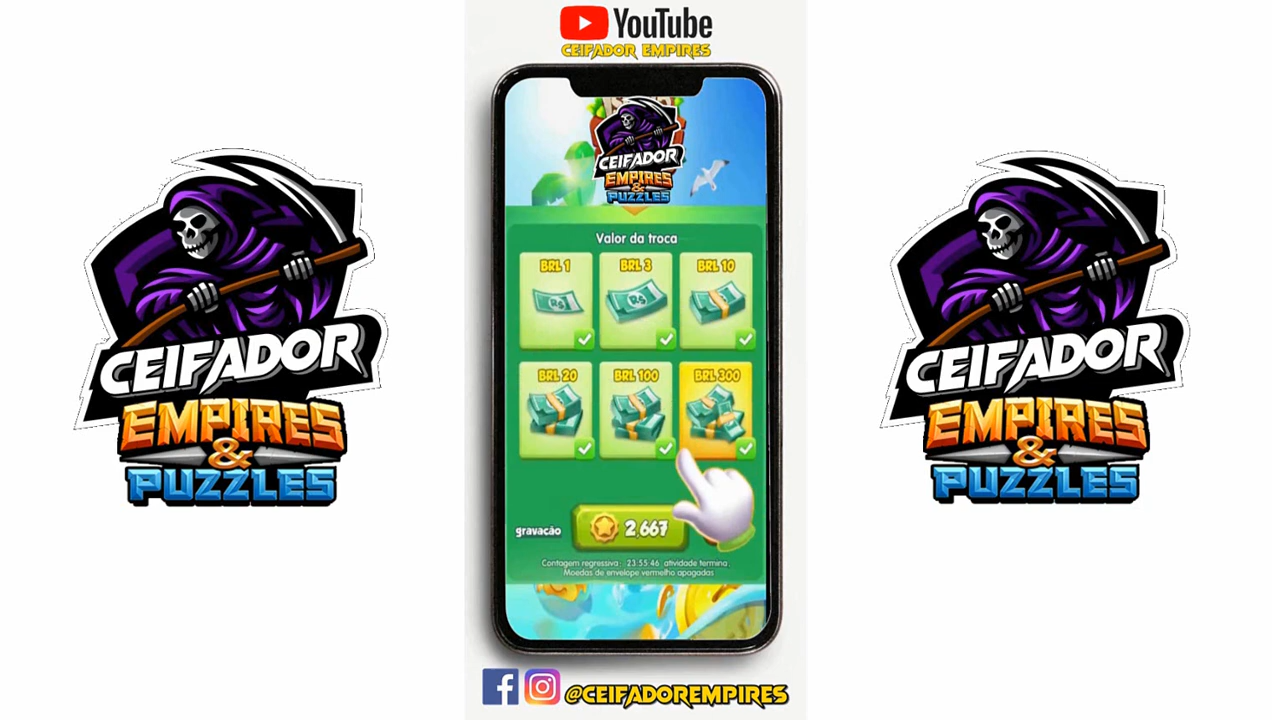 YouTube
CEIFADOR EMPIRES
CEIFADOR
EMPIRES
&
PUZZLES
Valor da troca
BRL 1
BRL 3
BRL 10
R$
R$
BRL 20
BRL 100
BRL 300
gravacão
2,667
Contagem regressiva: 23:55:46 atividade termina,
Moedas de envelope vermelho apagadas
@CEIFADOREMPIRES
CEIFADOR
EMPIRES
&
PUZZLES
CEIFADOR
EMPIRES
&
PUZZLES